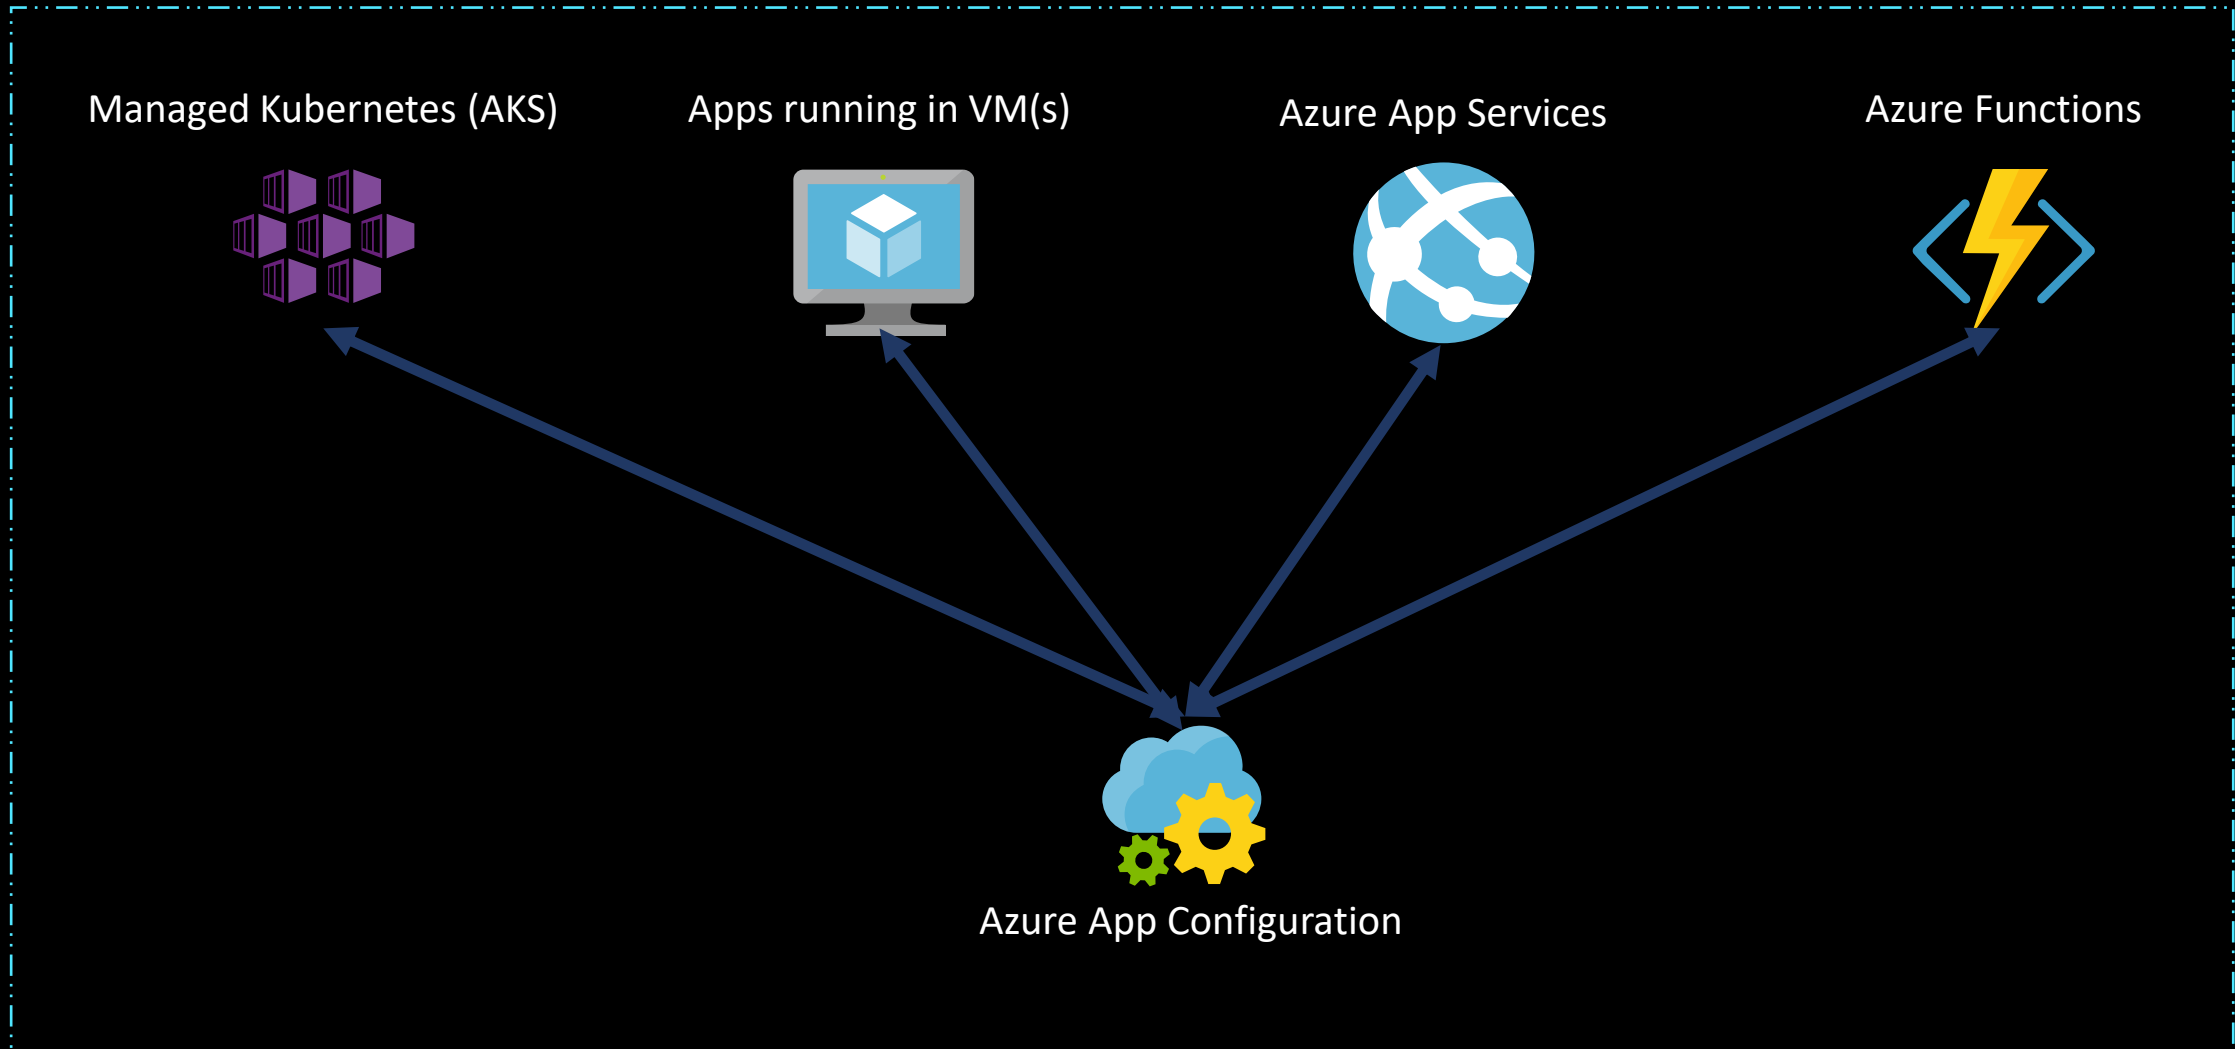 Managed Kubernetes (AKS)
Apps running in VM(s)
Azure App Services
Azure Functions
Azure App Configuration